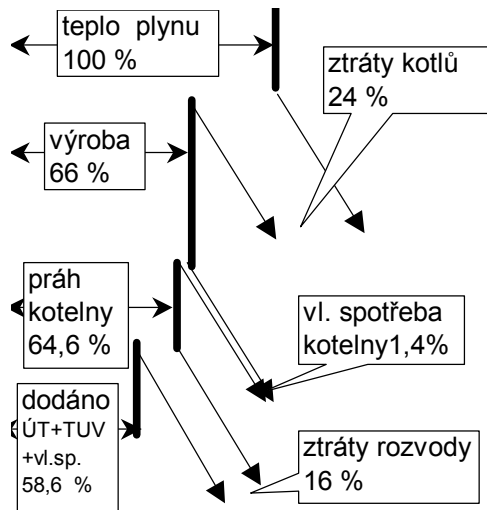 teplo plynu
100 %
ztráty kotlů
24 %
výroba
66 %
práh
kotelny
64,6 %
vl. spotřeba
kotelny1,4%
dodáno
ÚT+TUV
+vl.sp.
58,6 %
ztráty rozvody
16 %